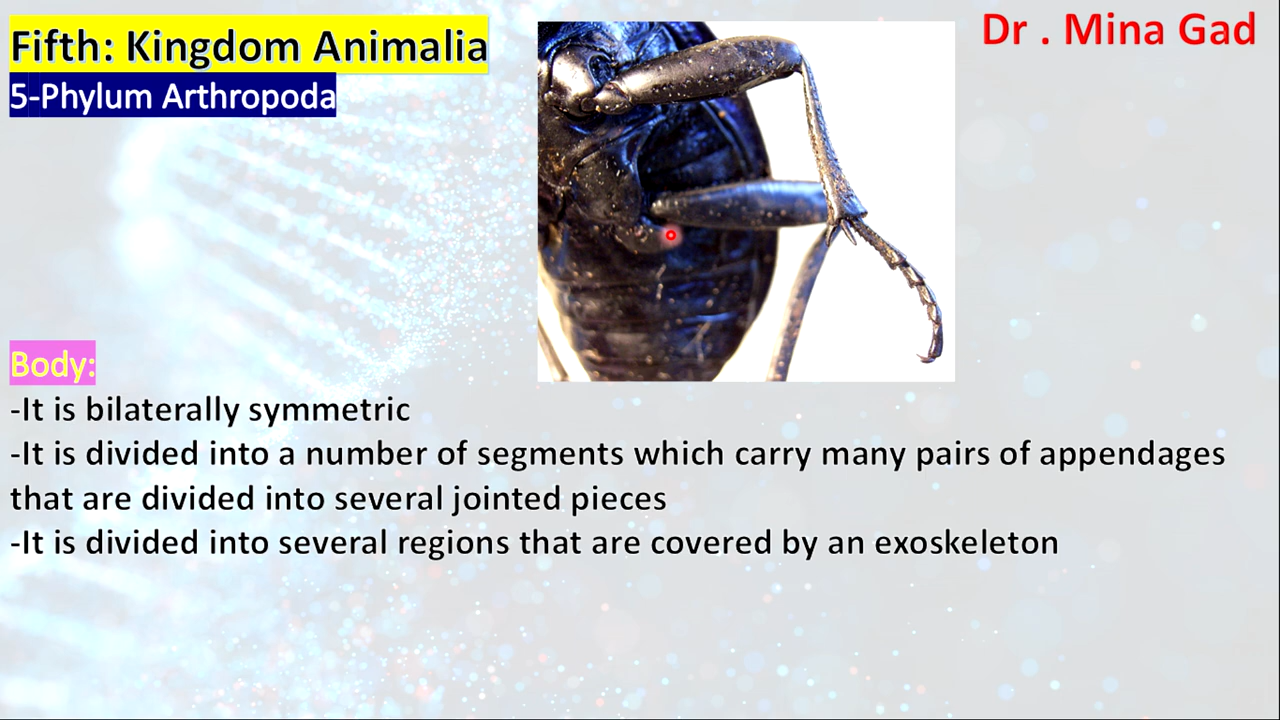 Fifth: Kingdom Animalia
Dr . Mina Gad
5-Phylum Arthropoda
Body:
-It is bilaterally symmetric
-It is divided into a number of segments which carry many pairs of appendages
that are divided into several jointed pieces
-It is divided into several regions that are covered by an exoskeleton